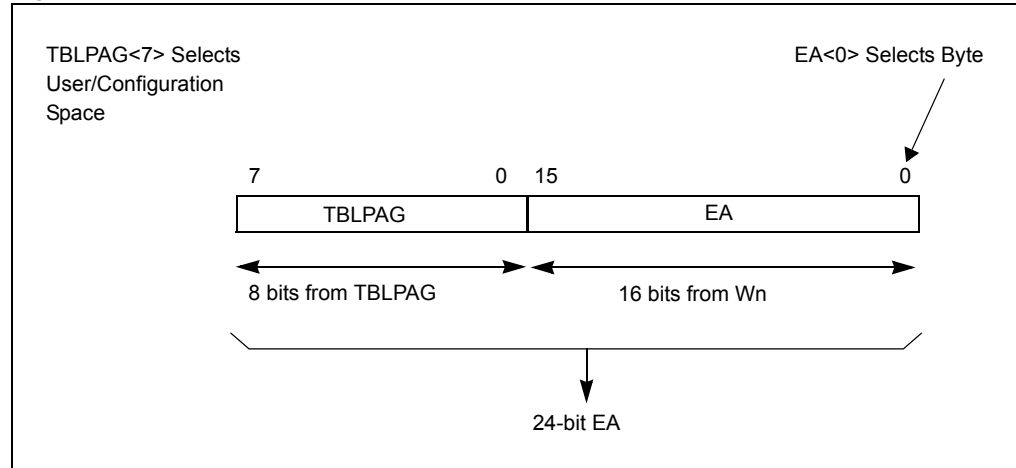 TBLPAG<7> Selects
User/Configuration
Space
EA<0> Selects Byte
7 0 15 0
TBLPAG EA
8 bits from TBLPAG 16 bits from Wn
24-bit EA